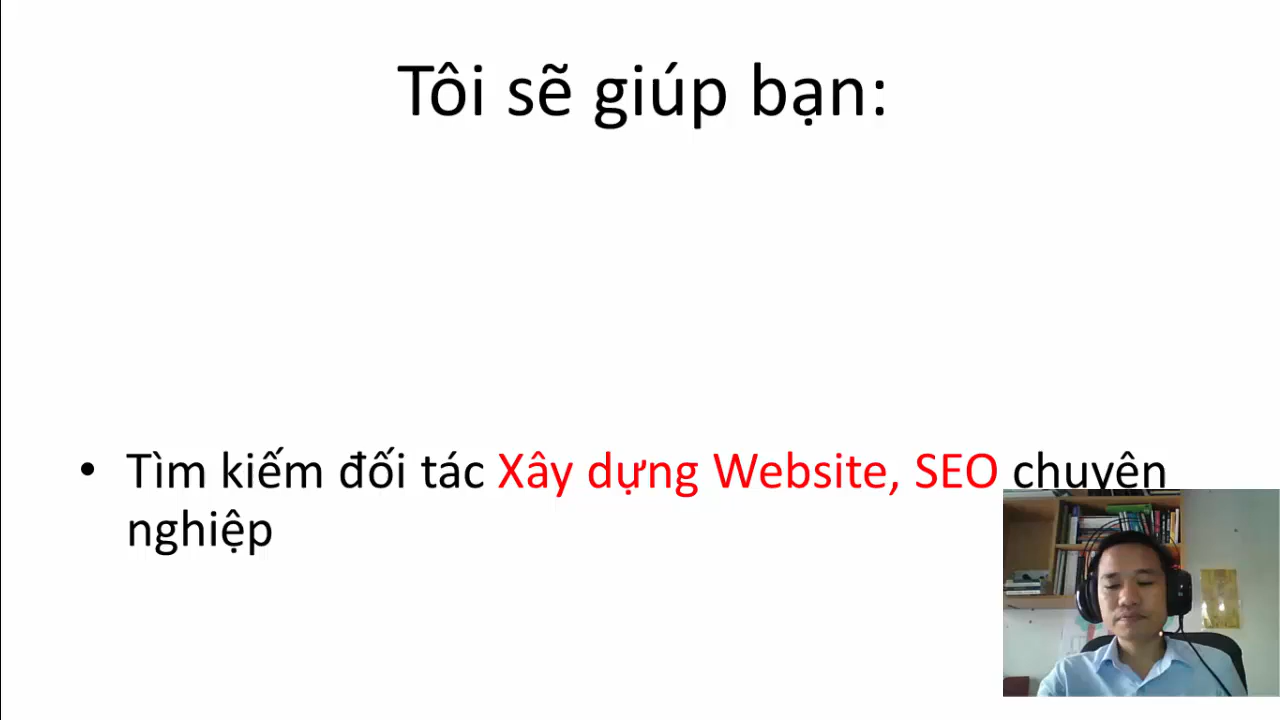 Tôi sẽ giúp bạn:
• Tìm kiếm đối tác Xây dựng Website, SEO chuyên
nghiệp